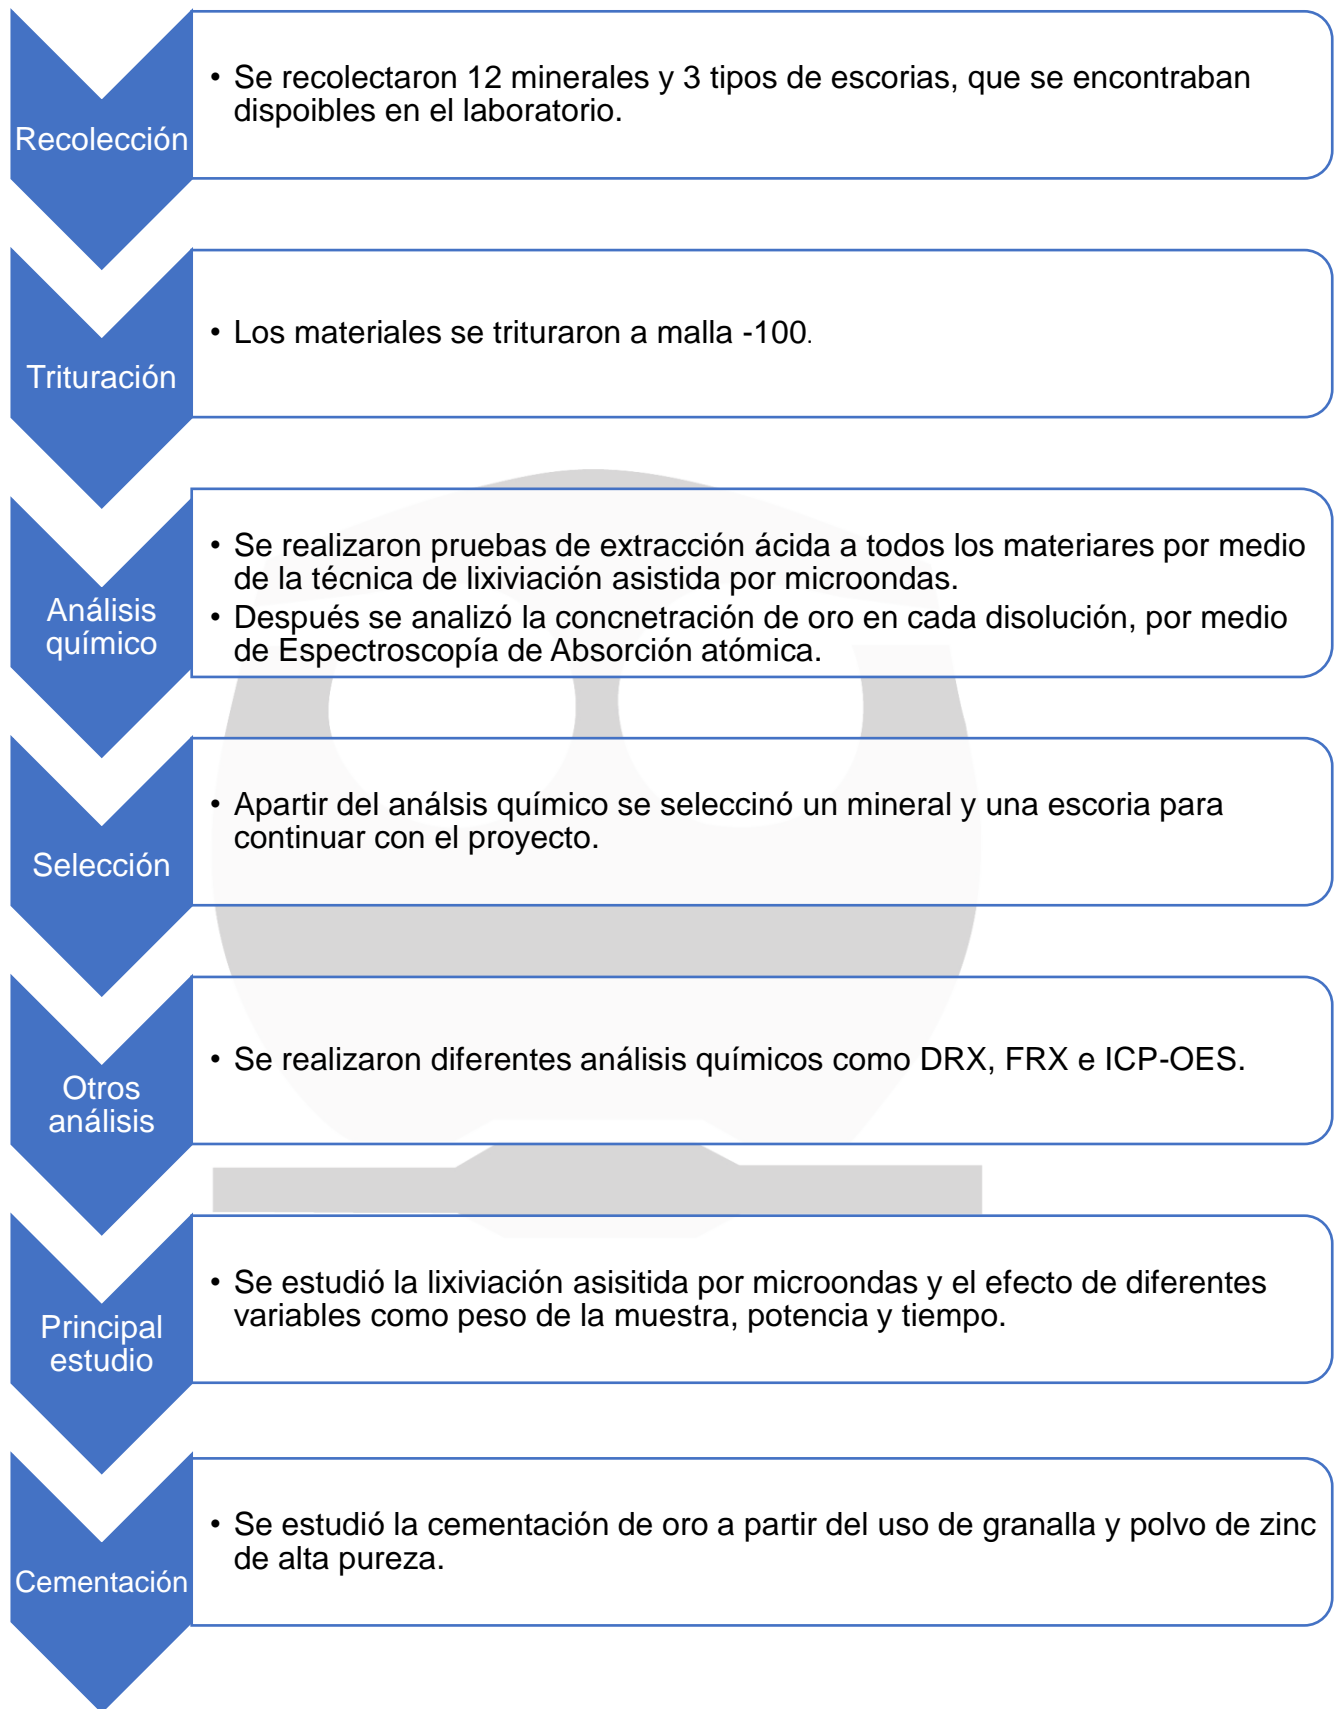 Recolección
• Se recolectaron 12 minerales y 3 tipos de escorias, que se encontraban
dispoibles en el laboratorio.
Trituración
• Los materiales se trituraron a malla -100.
Análisis
químico
• Se realizaron pruebas de extracción ácida a todos los materiares por medio
de la técnica de lixiviación asistida por microondas.
• Después se analizó la concnetración de oro en cada disolución, por medio
de Espectroscopía de Absorción atómica.
Selección
• Apartir del análsis químico se seleccinó un mineral y una escoria para
continuar con el proyecto.
Otros
análisis
• Se realizaron diferentes análisis químicos como DRX, FRX e ICP-OES.
Principal
estudio
• Se estudió la lixiviación asisitida por microondas y el efecto de diferentes
variables como peso de la muestra, potencia y tiempo.
Cementación
• Se estudió la cementación de oro a partir del uso de granalla y polvo de zinc
de alta pureza.